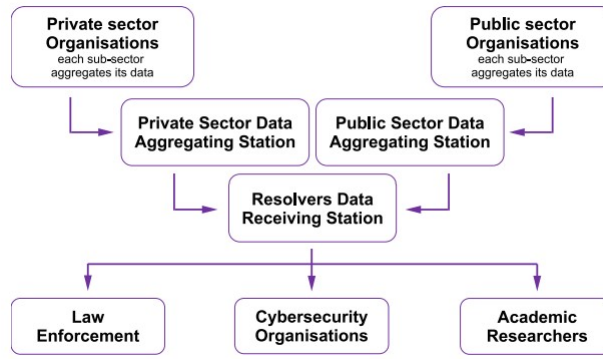 Private sector
Organisations
each sub-sector
aggregates its data
Public sector
Organisations
each sub-sector
aggregates its data
Private Sector Data
Aggregating Station
Public Sector Data
Aggregating Station
Resolvers Data
Receiving Station
Law
Enforcement
Cybersecurity
Organisations
Academic
Researchers